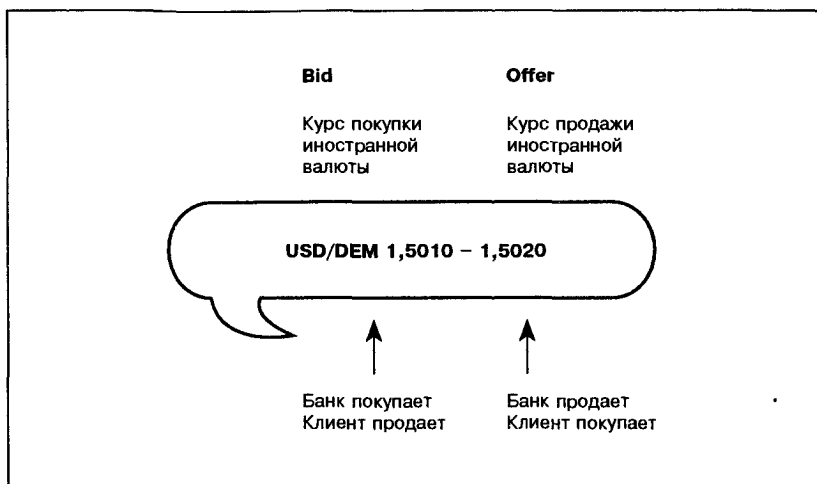 Bid
Курс покупки
иностранной
валюты
Offer
Курс продажи
иностранной
валюты
USD/DEM 1,5010 – 1,5020
Банк покупает
Клиент продает
Банк продает
Клиент покупает